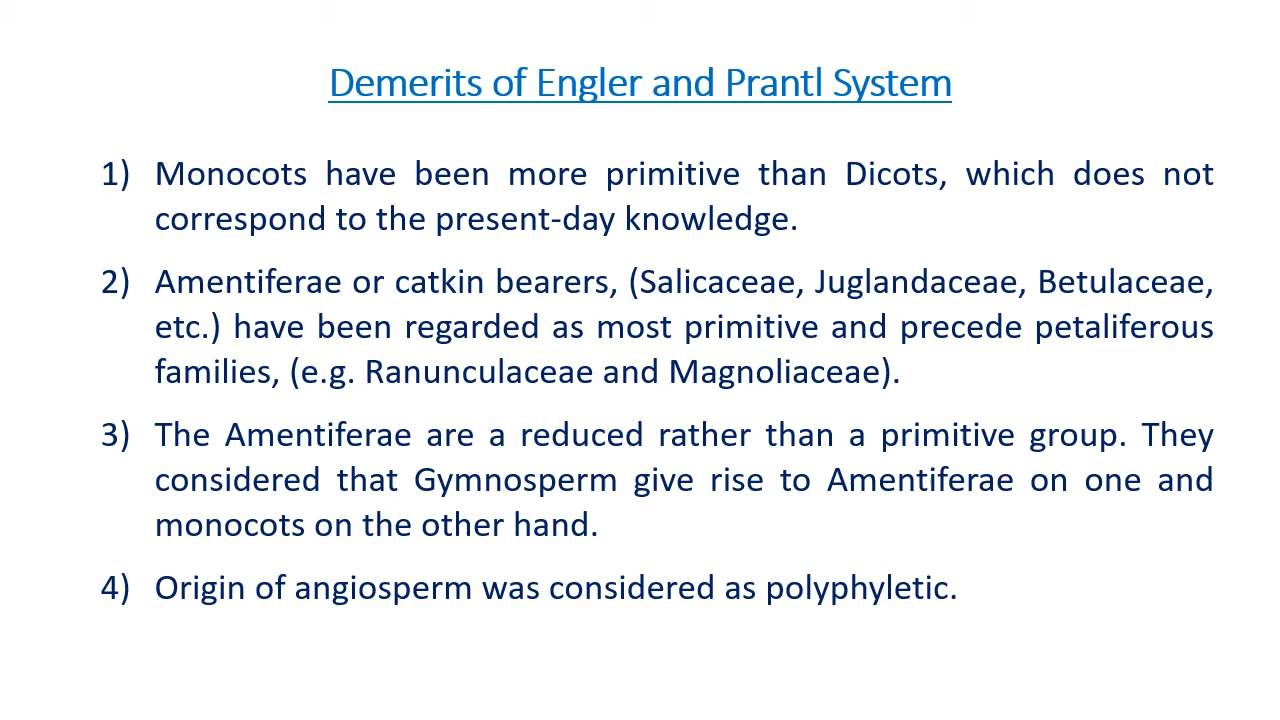 Demerits of Engler and Prantl System
1) Monocots have been more primitive than Dicots, which does not
correspond to the present-day knowledge.
2) Amentiferae or catkin bearers, (Salicaceae, Juglandaceae, Betulaceae,
etc.) have been regarded as most primitive and precede petaliferous
families, (e.g. Ranunculaceae and Magnoliaceae).
3) The Amentiferae are a reduced rather than a primitive group. They
considered that Gymnosperm give rise to Amentiferae on one and
monocots on the other hand.
4) Origin of angiosperm was considered as polyphyletic.